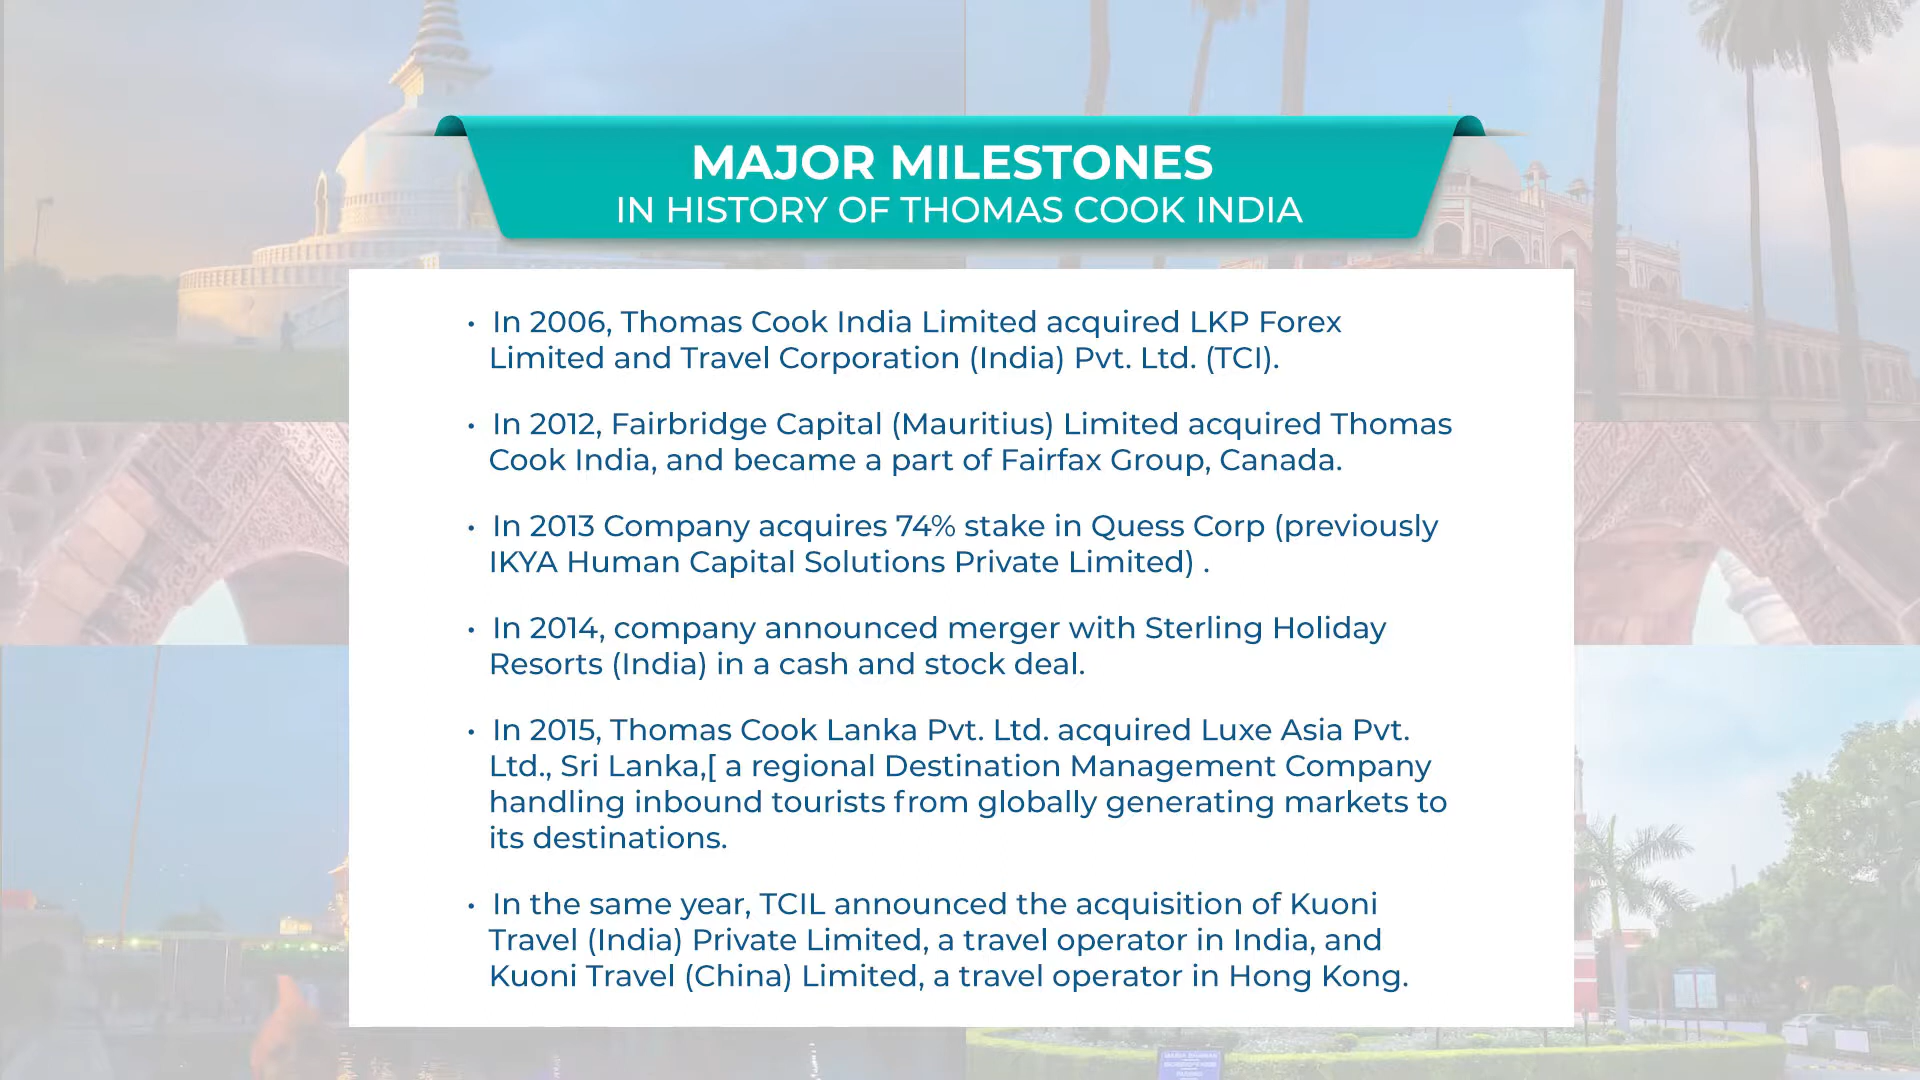 MAJOR MILESTONES
IN HISTORY OF THOMAS COOK INDIA
• In 2006, Thomas Cook India Limited acquired LKP Forex
Limited and Travel Corporation (India) Pvt. Ltd. (TCI).
• In 2012, Fairbridge Capital (Mauritius) Limited acquired Thomas
Cook India, and became a part of Fairfax Group, Canada.
• In 2013 Company acquires 74% stake in Quess Corp (previously
IKYA Human Capital Solutions Private Limited) .
• In 2014, company announced merger with Sterling Holiday
Resorts (India) in a cash and stock deal.
• In 2015, Thomas Cook Lanka Pvt. Ltd. acquired Luxe Asia Pvt.
Ltd., Sri Lanka,[ a regional Destination Management Company
handling inbound tourists from globally generating markets to
its destinations.
• In the same year, TCIL announced the acquisition of Kuoni
Travel (India) Private Limited, a travel operator in India, and
Kuoni Travel (China) Limited, a travel operator in Hong Kong.